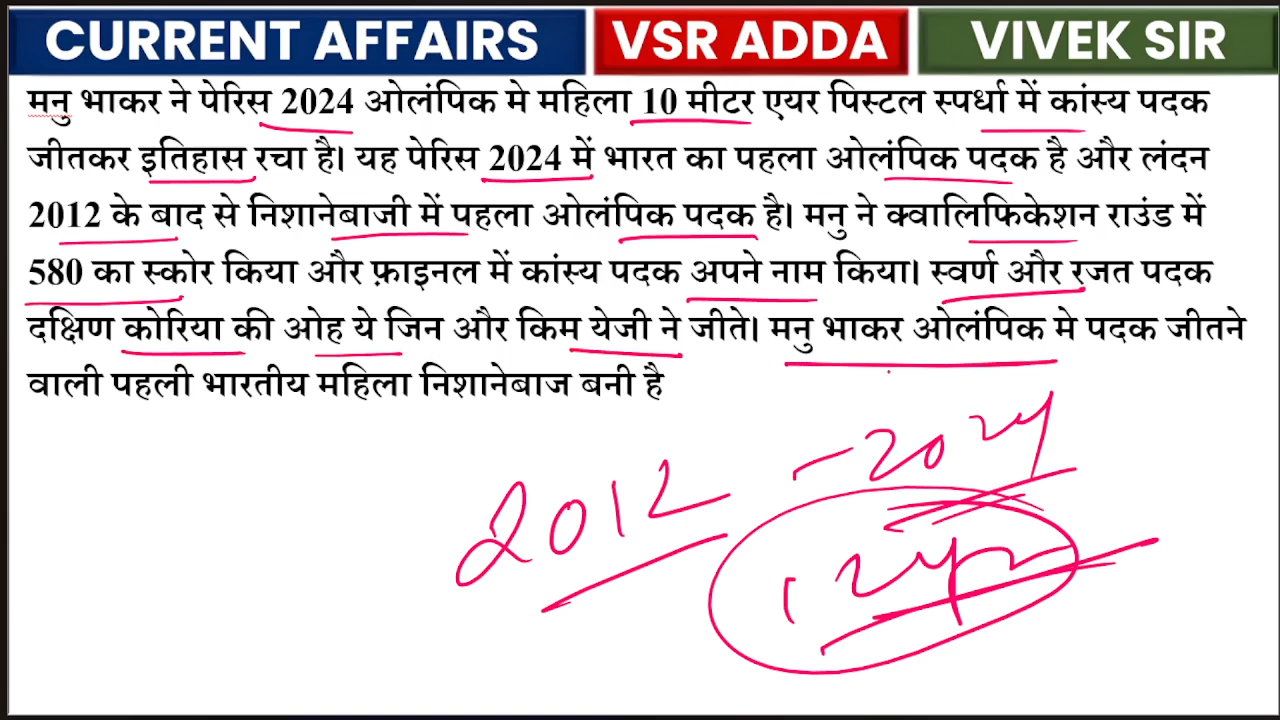 CURRENT AFFAIRS VSR ADDA VIVEK SIR
मनु भाकर ने पेरिस 2024 ओलंपिक मे महिला 10 मीटर एयर पिस्टल स्पर्धा में कांस्य पदक
जीतकर इतिहास रचा है। यह पेरिस 2024 में भारत का पहला ओलंपिक पदक है और लंदन
2012 के बाद से निशानेबाजी में पहला ओलंपिक पदक है। मनु ने क्वालिफिकेशन राउंड में
580 का स्कोर किया और फ़ाइनल में कांस्य पदक अपने नाम किया। स्वर्ण और रजत पदक
दक्षिण कोरिया की ओह ये जिन और किम येजी ने जीते। मनु भाकर ओलंपिक मे पदक जीतने
वाली पहली भारतीय महिला निशानेबाज बनी है
2012 - 2024